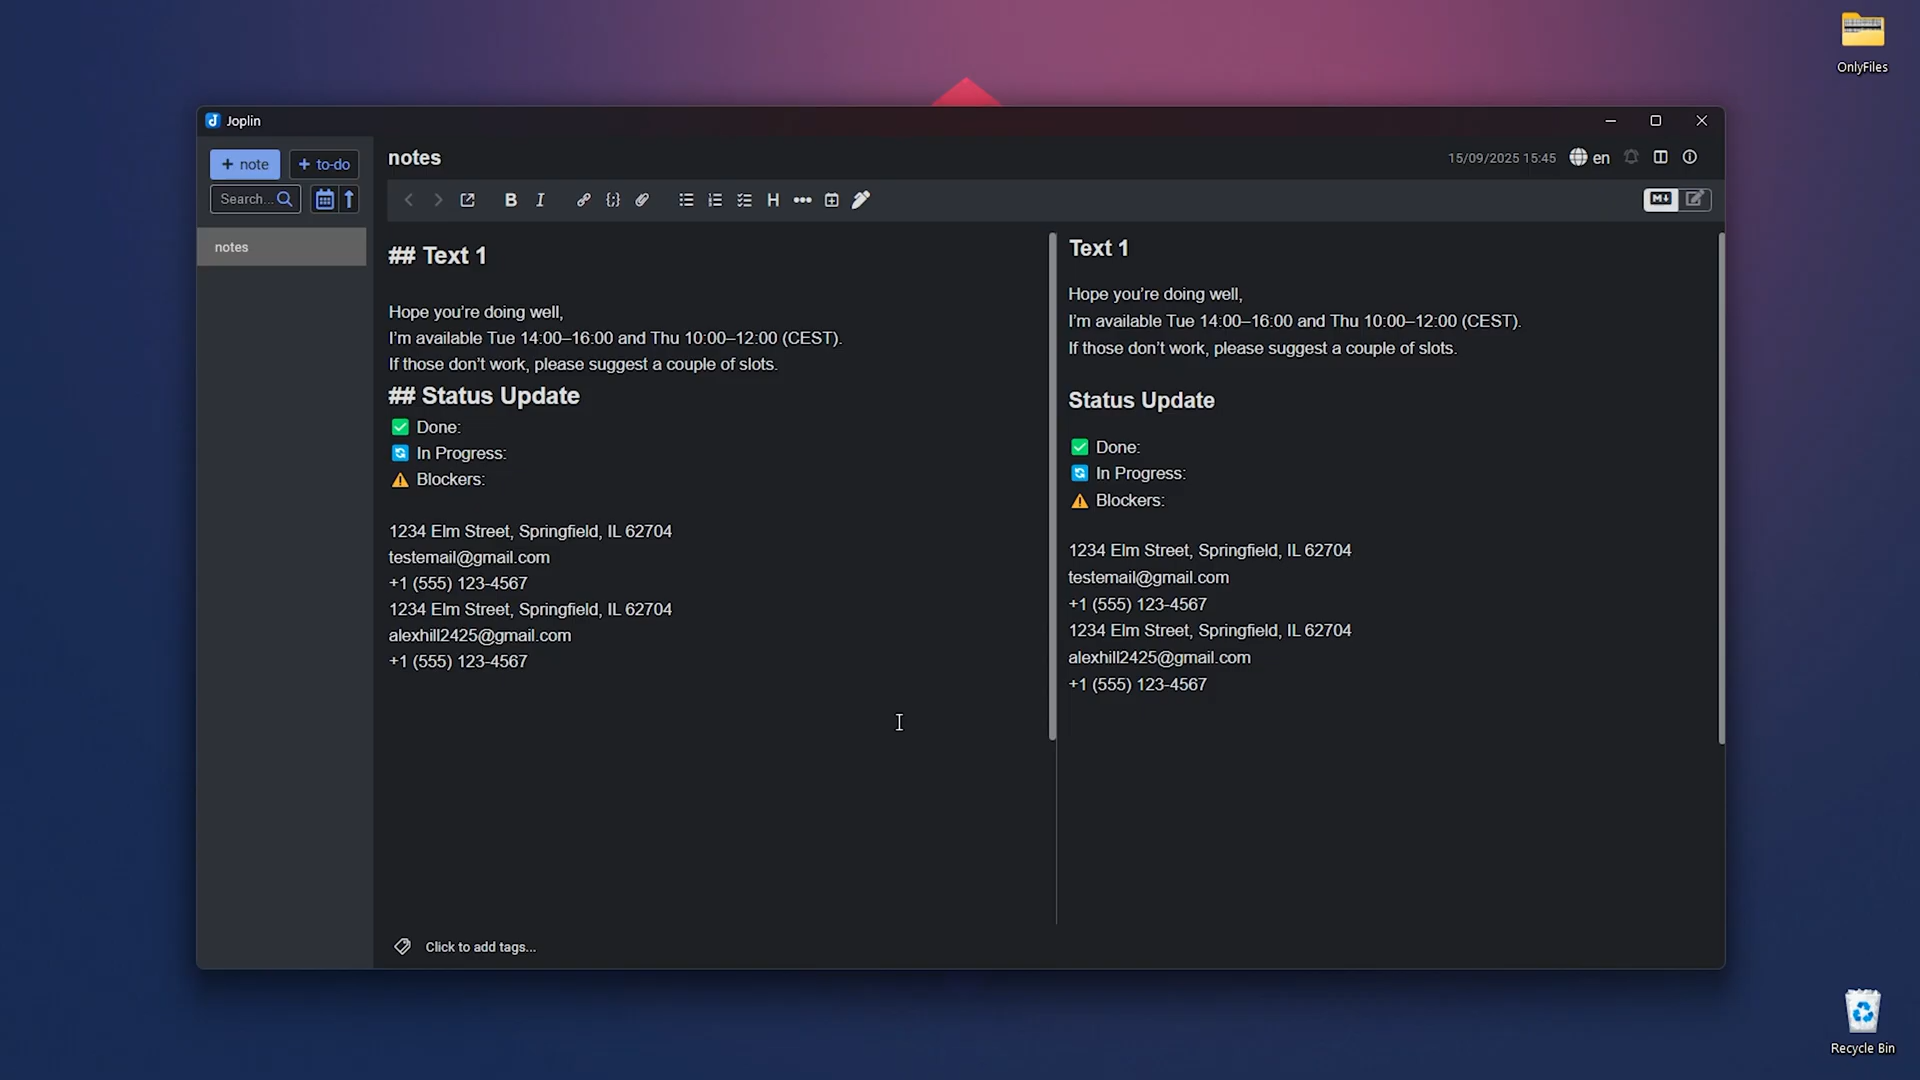 OnlyFiles
Joplin
+ note
+ to-do
Search...
notes
notes
15/09/2025 15:45
en
B I H
M↓
## Text 1
Hope you're doing well,
I'm available Tue 14:00–16:00 and Thu 10:00–12:00 (CEST).
If those don't work, please suggest a couple of slots.
## Status Update
✅ Done:
🔄 In Progress:
⚠️ Blockers:
1234 Elm Street, Springfield, IL 62704
testemail@gmail.com
+1 (555) 123-4567
1234 Elm Street, Springfield, IL 62704
alexhill2425@gmail.com
+1 (555) 123-4567
Text 1
Hope you're doing well,
I'm available Tue 14:00–16:00 and Thu 10:00–12:00 (CEST).
If those don't work, please suggest a couple of slots.
Status Update
✅ Done:
🔄 In Progress:
⚠️ Blockers:
1234 Elm Street, Springfield, IL 62704
testemail@gmail.com
+1 (555) 123-4567
1234 Elm Street, Springfield, IL 62704
alexhill2425@gmail.com
+1 (555) 123-4567
Click to add tags...
Recycle Bin